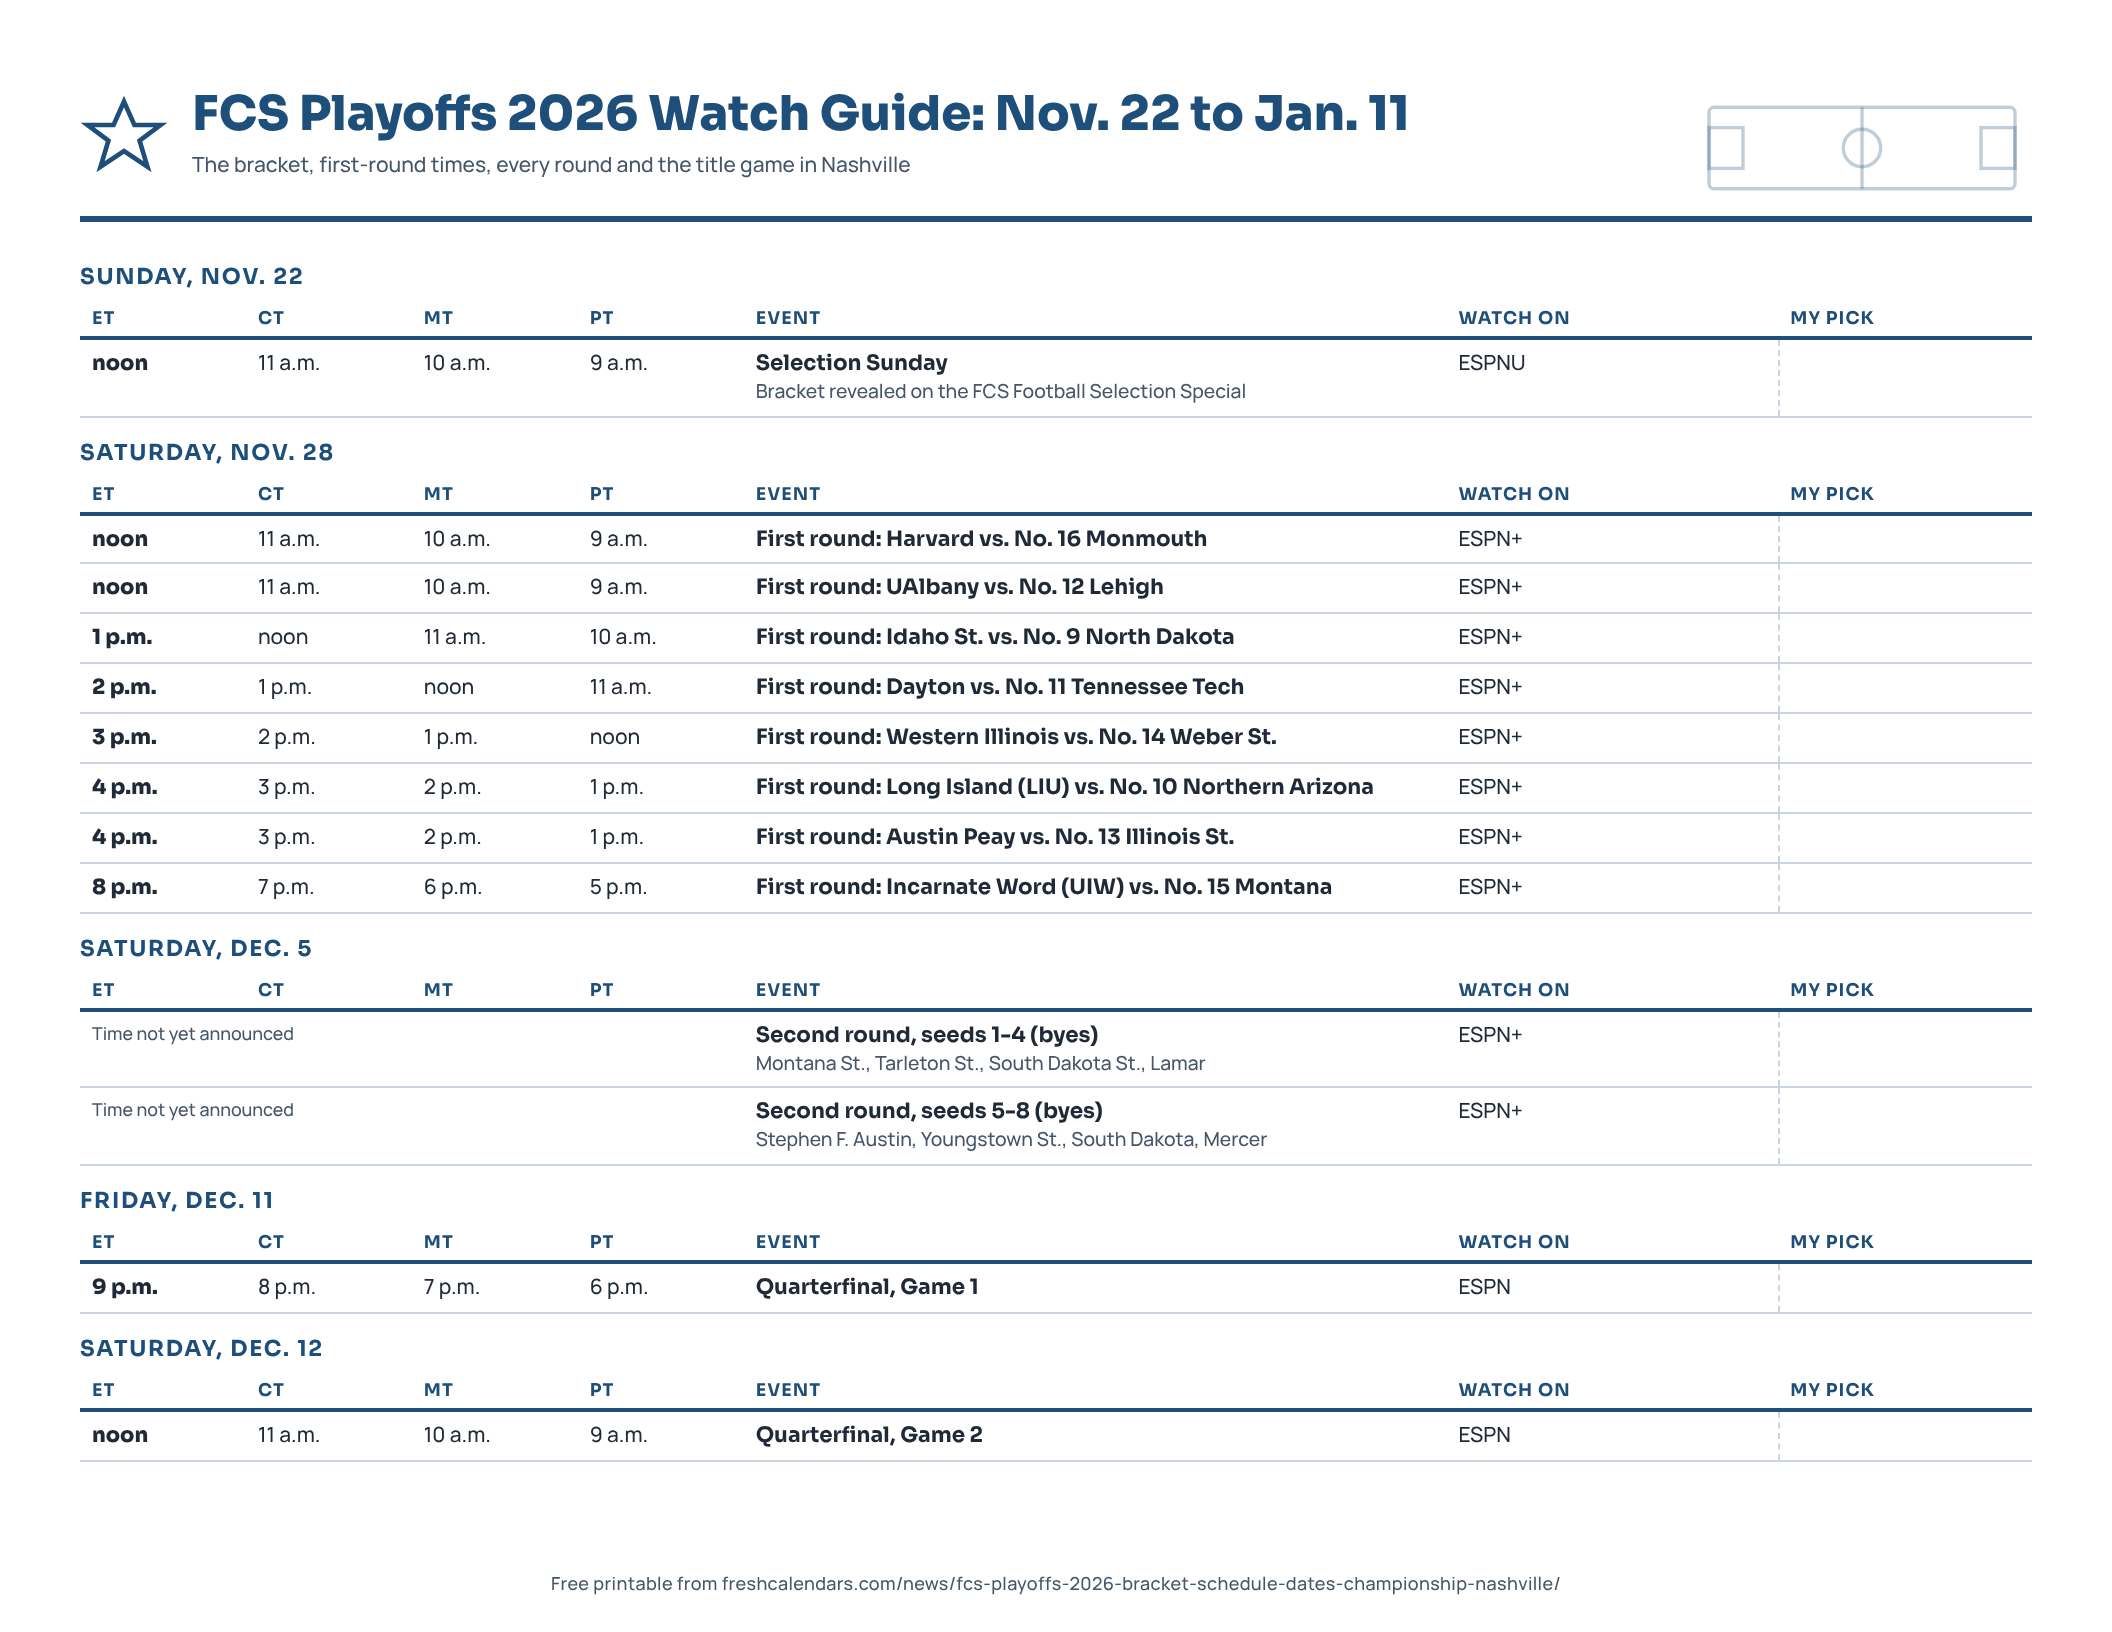 FCS Playoffs 2026 Watch Guide: Nov. 22 to Jan. 11
The bracket, first-round times, every round and the title game in Nashville
SUNDAY, NOV. 22
ET CT MT PT EVENT WATCH ON MY PICK
noon 11 a.m. 10 a.m. 9 a.m. Selection Sunday ESPNU
Bracket revealed on the FCS Football Selection Special
SATURDAY, NOV. 28
ET CT MT PT EVENT WATCH ON MY PICK
noon 11 a.m. 10 a.m. 9 a.m. First round: Harvard vs. No. 16 Monmouth ESPN+
noon 11 a.m. 10 a.m. 9 a.m. First round: UAlbany vs. No. 12 Lehigh ESPN+
1 p.m. noon 11 a.m. 10 a.m. First round: Idaho St. vs. No. 9 North Dakota ESPN+
2 p.m. 1 p.m. noon 11 a.m. First round: Dayton vs. No. 11 Tennessee Tech ESPN+
3 p.m. 2 p.m. 1 p.m. noon First round: Western Illinois vs. No. 14 Weber St. ESPN+
4 p.m. 3 p.m. 2 p.m. 1 p.m. First round: Long Island (LIU) vs. No. 10 Northern Arizona ESPN+
4 p.m. 3 p.m. 2 p.m. 1 p.m. First round: Austin Peay vs. No. 13 Illinois St. ESPN+
8 p.m. 7 p.m. 6 p.m. 5 p.m. First round: Incarnate Word (UIW) vs. No. 15 Montana ESPN+
SATURDAY, DEC. 5
ET CT MT PT EVENT WATCH ON MY PICK
Time not yet announced Second round, seeds 1–4 (byes) ESPN+
Montana St., Tarleton St., South Dakota St., Lamar
Time not yet announced Second round, seeds 5–8 (byes) ESPN+
Stephen F. Austin, Youngstown St., South Dakota, Mercer
FRIDAY, DEC. 11
ET CT MT PT EVENT WATCH ON MY PICK
9 p.m. 8 p.m. 7 p.m. 6 p.m. Quarterfinal, Game 1 ESPN
SATURDAY, DEC. 12
ET CT MT PT EVENT WATCH ON MY PICK
noon 11 a.m. 10 a.m. 9 a.m. Quarterfinal, Game 2 ESPN
Free printable from freshcalendars.com/news/fcs-playoffs-2026-bracket-schedule-dates-championship-nashville/